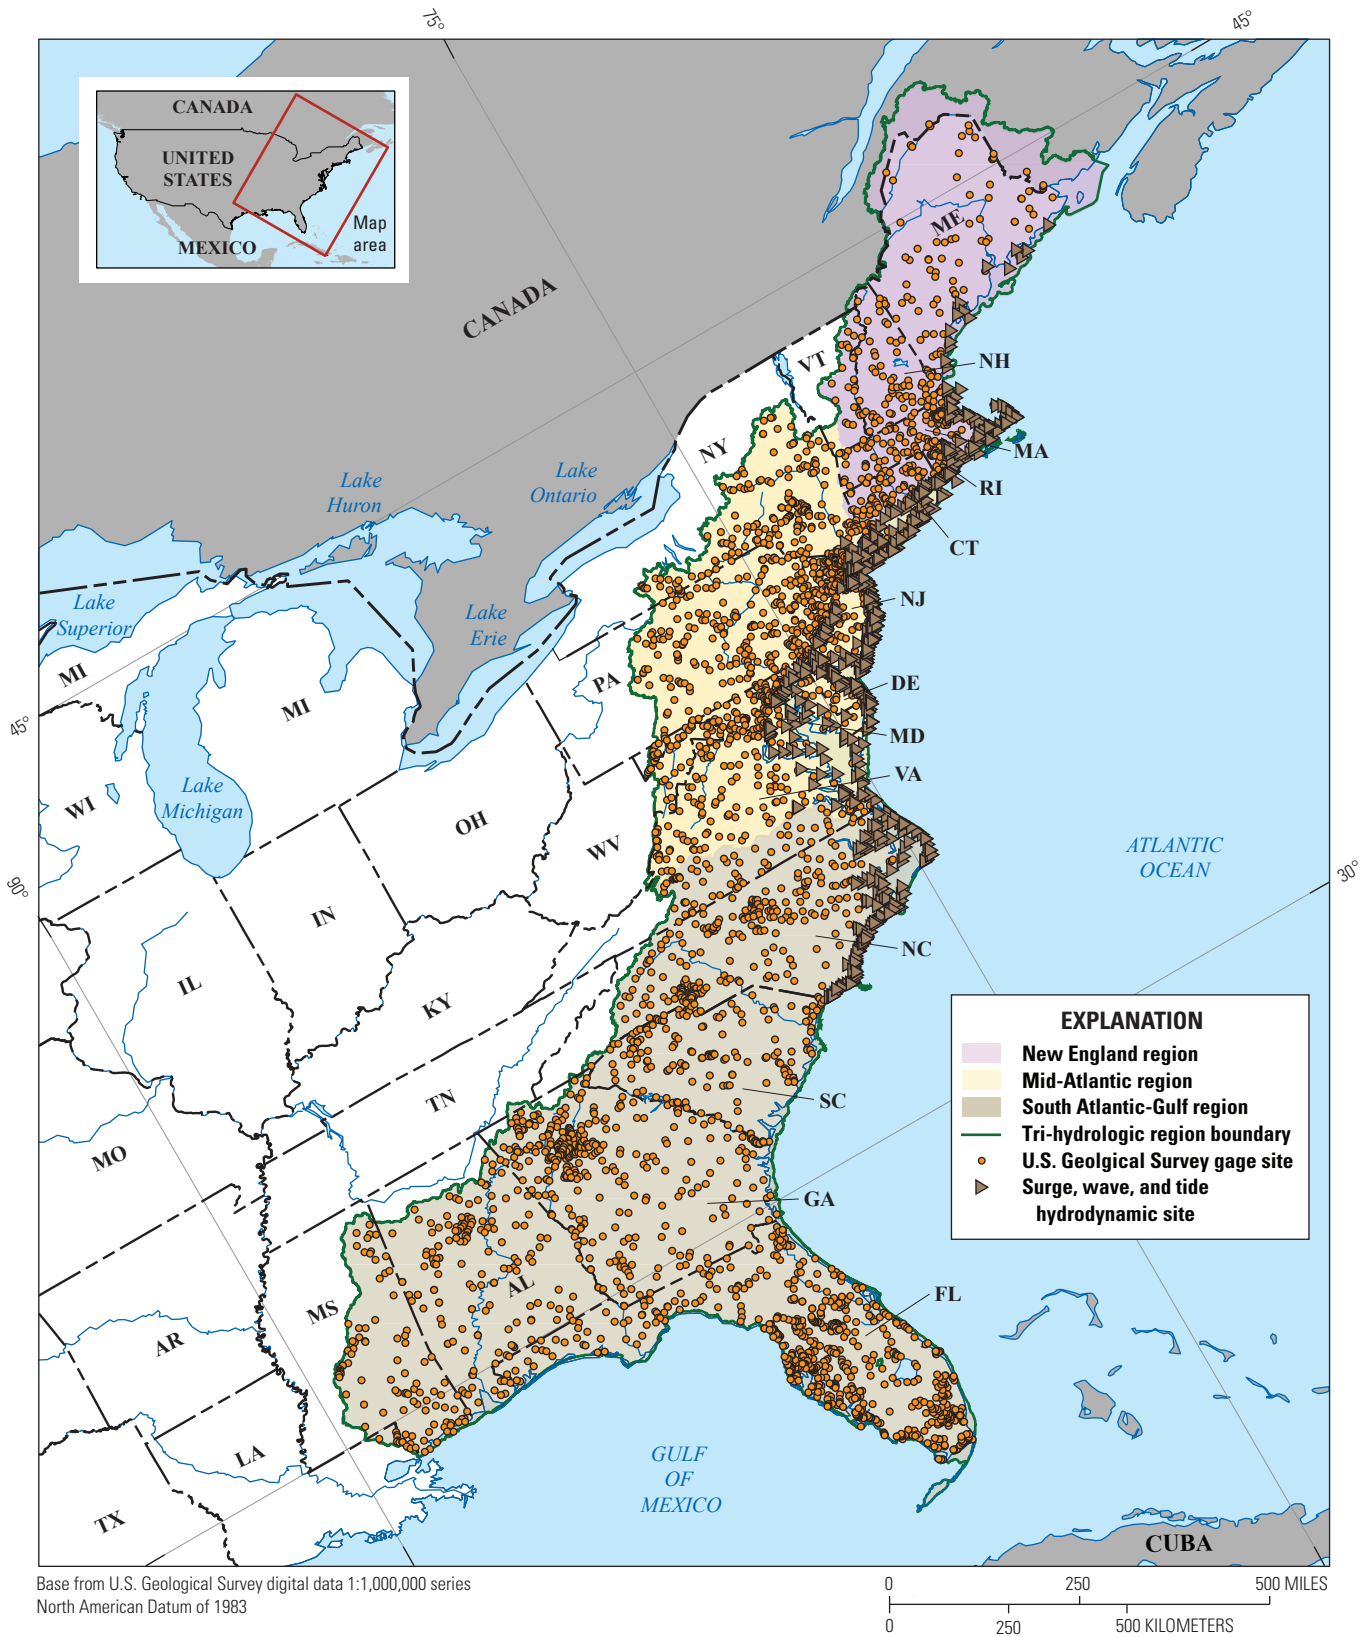 75°
45°
CANADA
UNITED
STATES
MEXICO
Map
area
CANADA
ME
VT
NH
NY
MA
RI
CT
Lake
Huron
Lake
Ontario
Lake
Superior
Lake
Erie
NJ
MI
PA
DE
45°
MI
MD
VA
WI
Lake
Michigan
OH
WV
ATLANTIC
OCEAN
30°
90°
IN
NC
IL
KY
EXPLANATION
New England region
Mid-Atlantic region
South Atlantic-Gulf region
Tri-hydrologic region boundary
U.S. Geolgical Survey gage site
Surge, wave, and tide
hydrodynamic site
TN
SC
MO
GA
AL
FL
MS
AR
LA
GULF
OF
MEXICO
TX
CUBA
Base from U.S. Geological Survey digital data 1:1,000,000 series
North American Datum of 1983
0 250 500 MILES
0 250 500 KILOMETERS